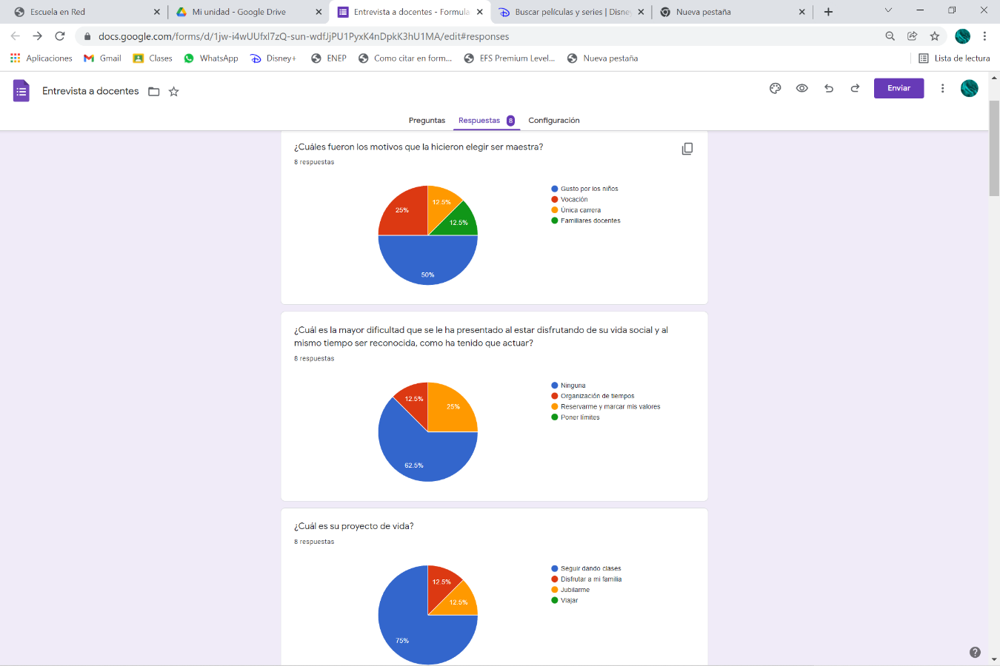 Escuela en Red
Mi unidad - Google Drive
Entrevista a docentes - Formula
Buscar películas y series | Disney
Nueva pestaña
docs.google.com/forms/d/1jw-i4wUUfxl7zQ-sun-wdfJjPU1PyxK4nDpkK3hU1MA/edit#responses
Aplicaciones
Gmail
Clases
WhatsApp
Disney+
ENEP
Como citar en form...
EFS Premium Level...
Nueva pestaña
Lista de lectura
Entrevista a docentes
Enviar
Preguntas
Respuestas 8
Configuración
¿Cuáles fueron los motivos que la hicieron elegir ser maestra?
8 respuestas
Gusto por los niños
Vocación
Única carrera
Familiares docentes
12.5%
25%
12.5%
50%
¿Cuál es la mayor dificultad que se le ha presentado al estar disfrutando de su vida social y al
mismo tiempo ser reconocida, como ha tenido que actuar?
8 respuestas
Ninguna
Organización de tiempos
Reservarme y marcar mis valores
Poner límites
12.5%
25%
62.5%
¿Cuál es su proyecto de vida?
8 respuestas
Seguir dando clases
Disfrutar a mi familia
Jubilarme
Viajar
12.5%
12.5%
75%